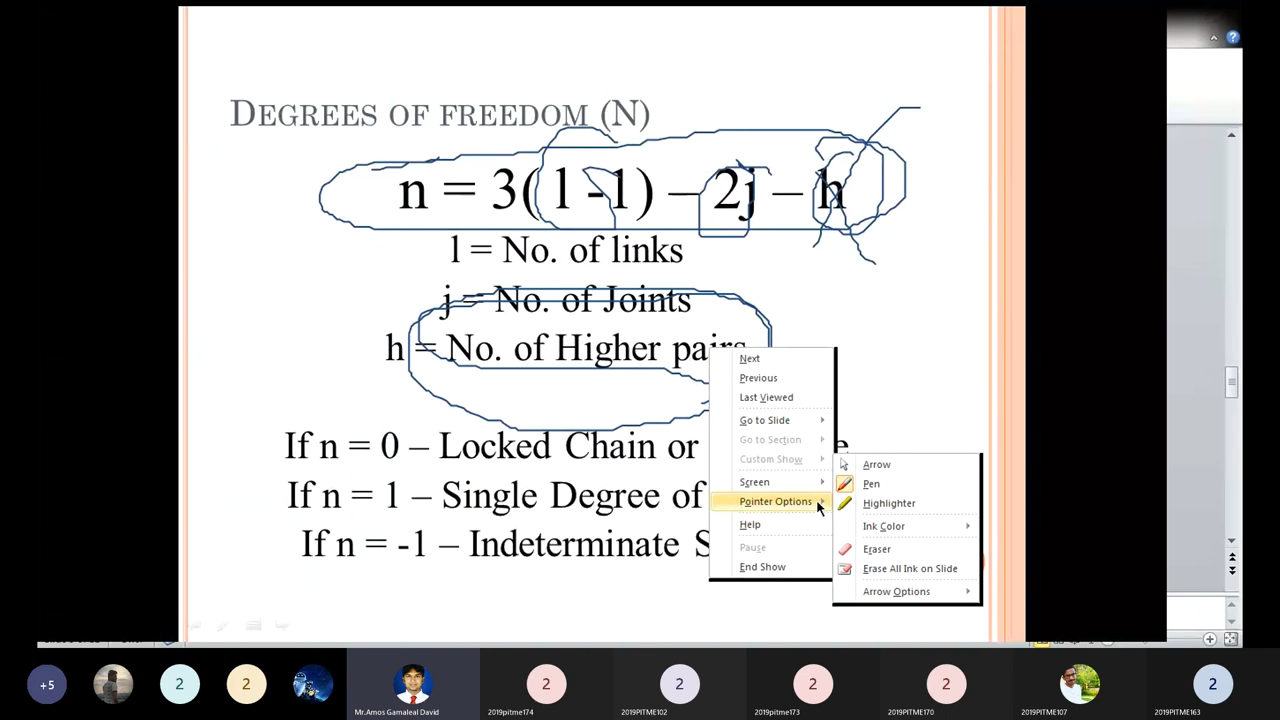 DEGREES OF FREEDOM (N)
n = 3(l -1) – 2j – h
l = No. of links
j = No. of Joints
h = No. of Higher pairs
If n = 0 – Locked Chain or
If n = 1 – Single Degree of
If n = -1 – Indeterminate S
Next
Previous
Last Viewed
Go to Slide
Go to Section
Custom Show
Screen
Pointer Options
Help
Pause
End Show
Arrow
Pen
Highlighter
Ink Color
Eraser
Erase All Ink on Slide
Arrow Options
+5
2
2
2
2
2
2
2
Mr.Amos Gamaleal David
2019pitme174
2019PITME102
2019pitme173
2019PITME170
2019PITME107
2019PITME163